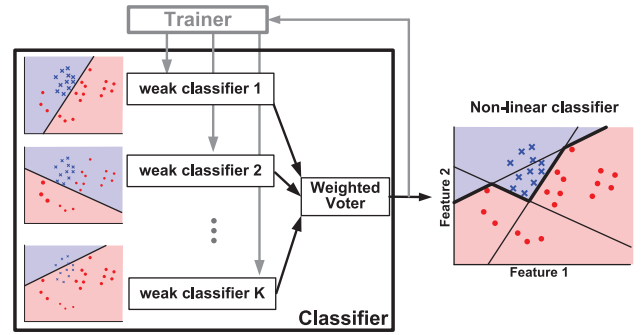 Trainer
weak classifier 1
weak classifier 2
weak classifier K
Weighted
Voter
Classifier
Non-linear classifier
Feature 2
Feature 1